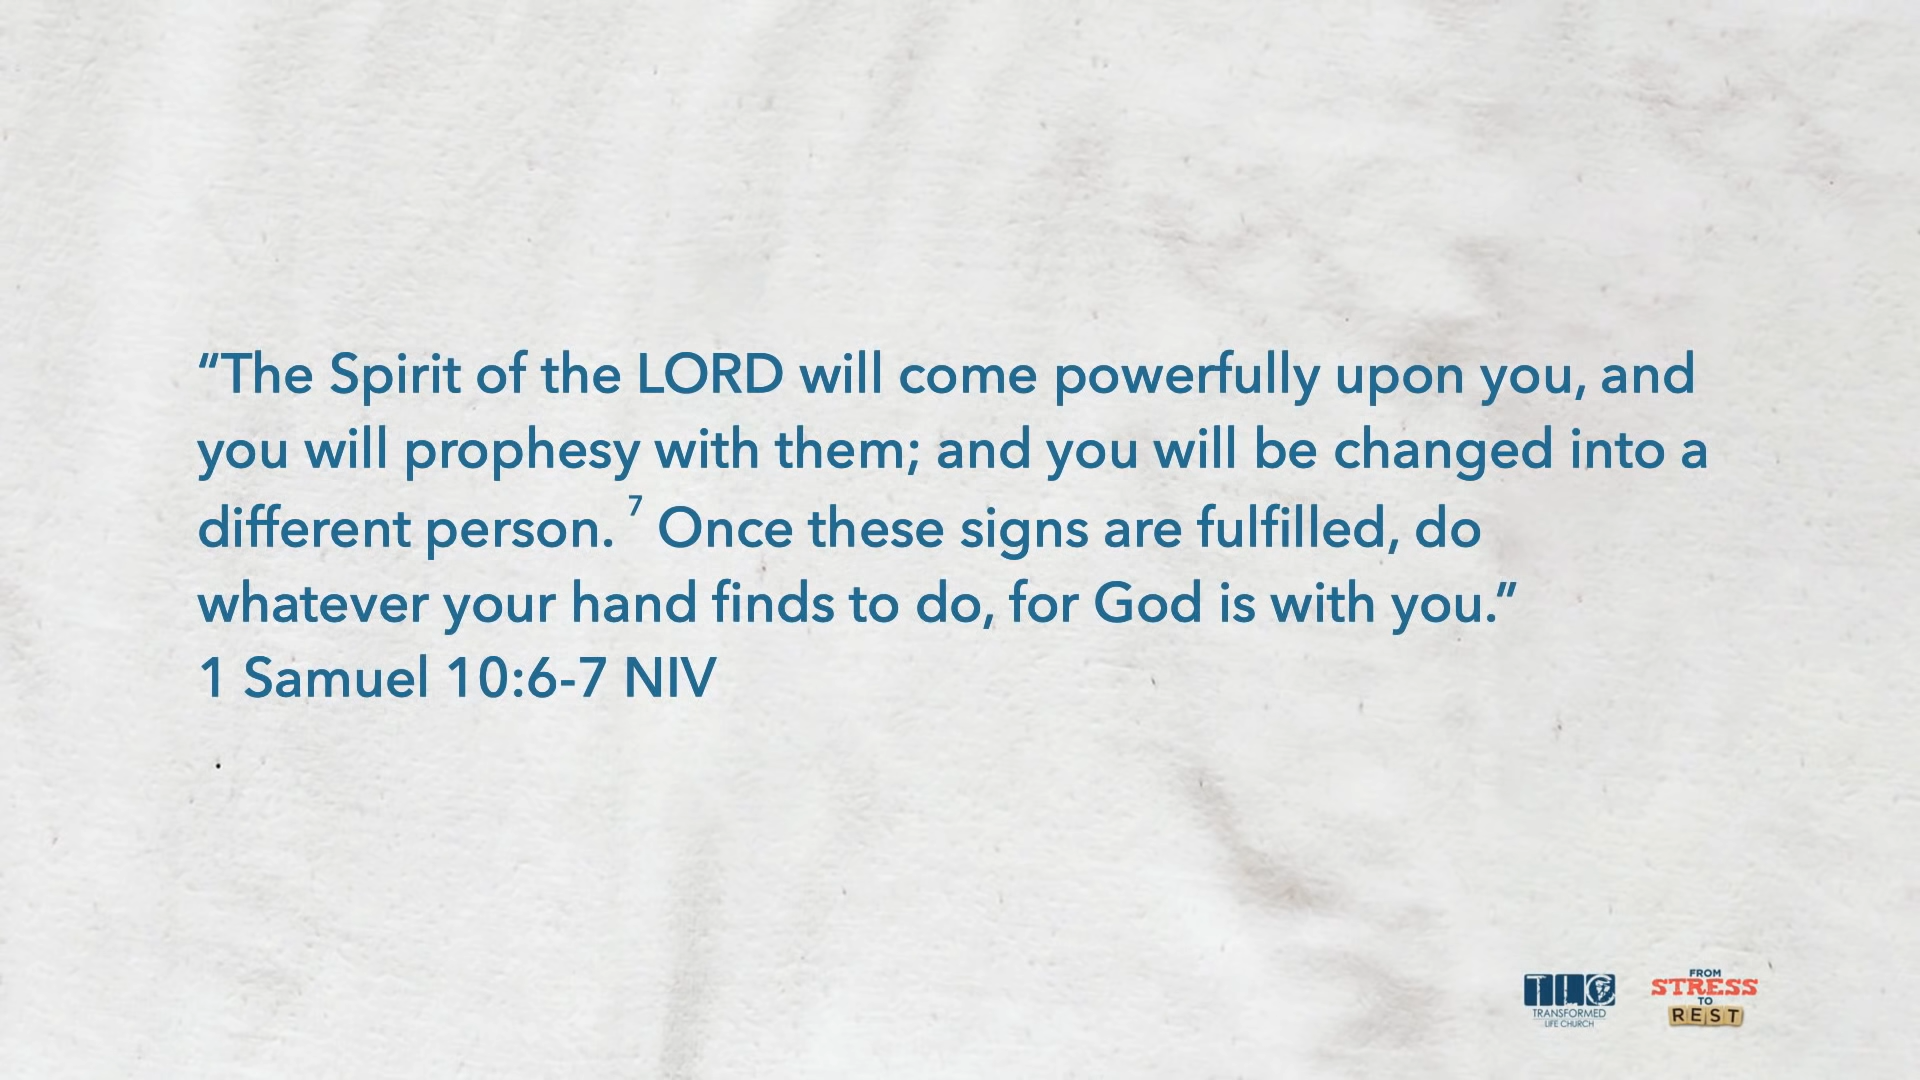 “The Spirit of the LORD will come powerfully upon you, and
you will prophesy with them; and you will be changed into a
different person. 7 Once these signs are fulfilled, do
whatever your hand finds to do, for God is with you.”
1 Samuel 10:6-7 NIV
TLC
TRANSFORMED
LIFE CHURCH
FROM
STRESS
TO
REST